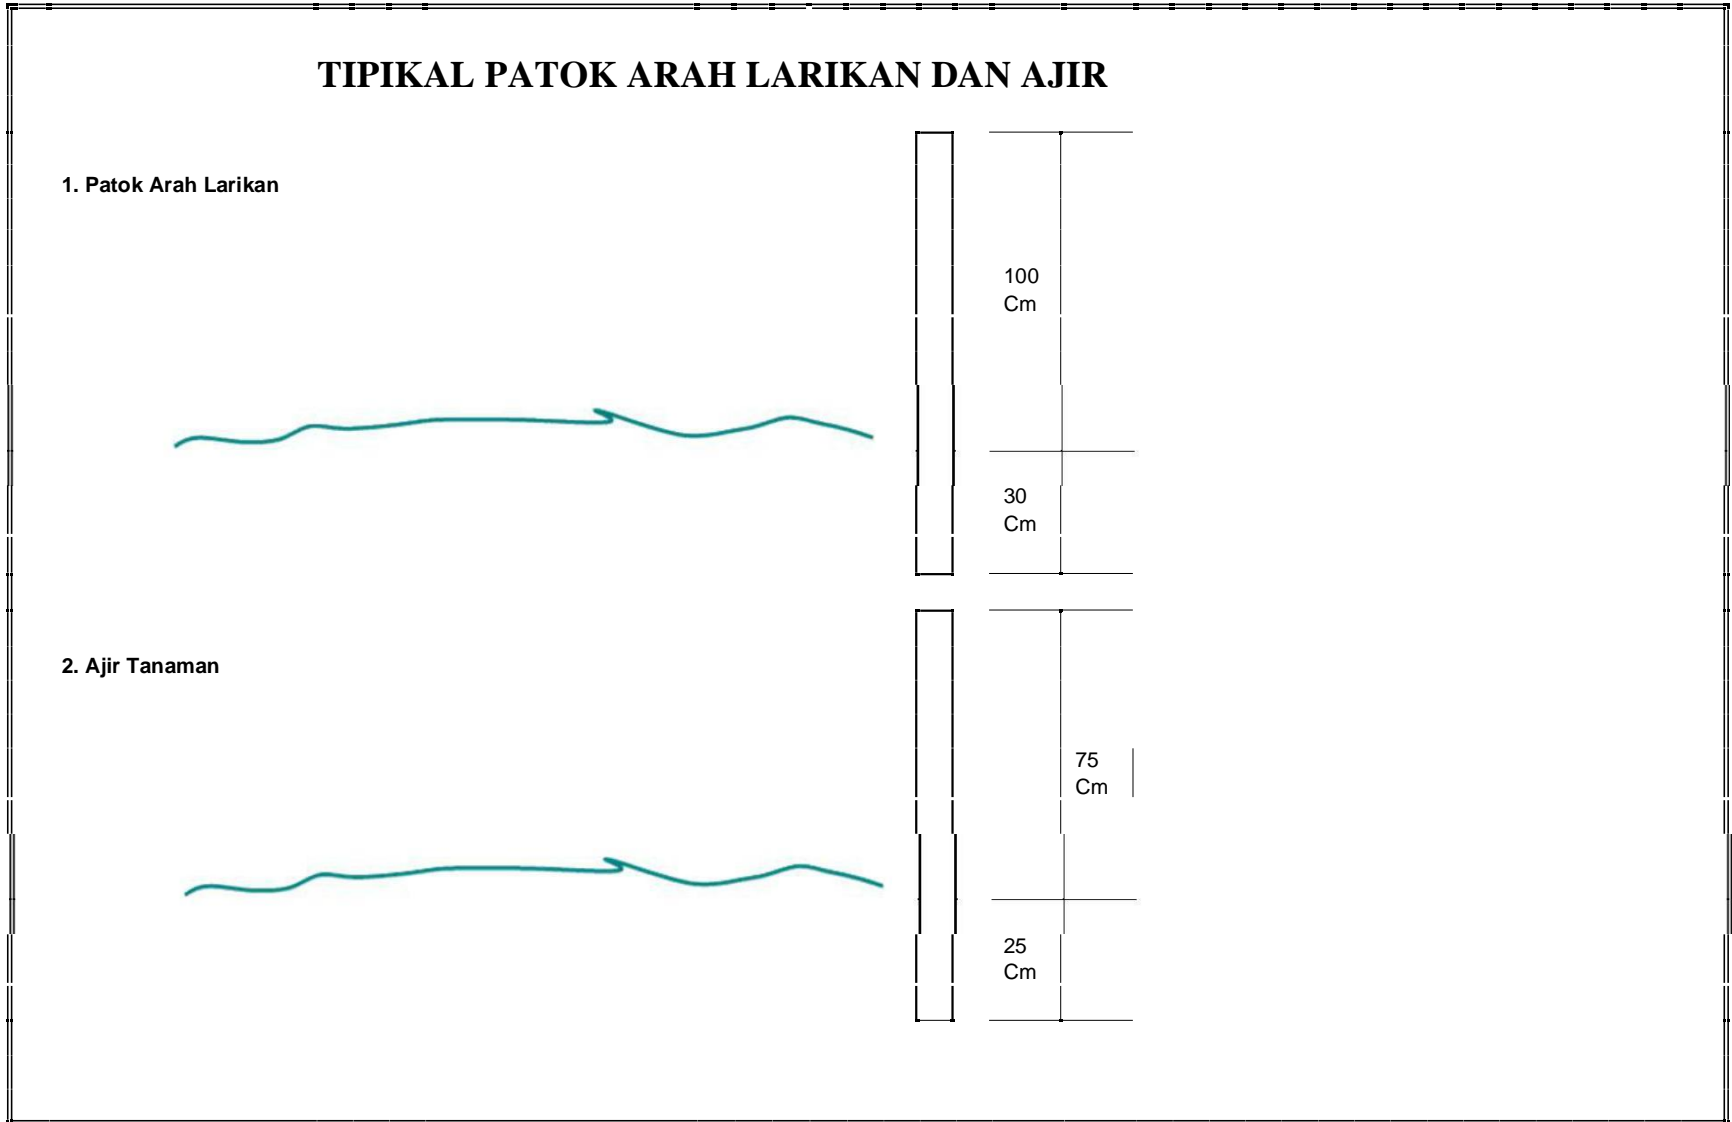 TIPIKAL PATOK ARAH LARIKAN DAN AJIR
1. Patok Arah Larikan
100
Cm
30
Cm
2. Ajir Tanaman
75
Cm
25
Cm